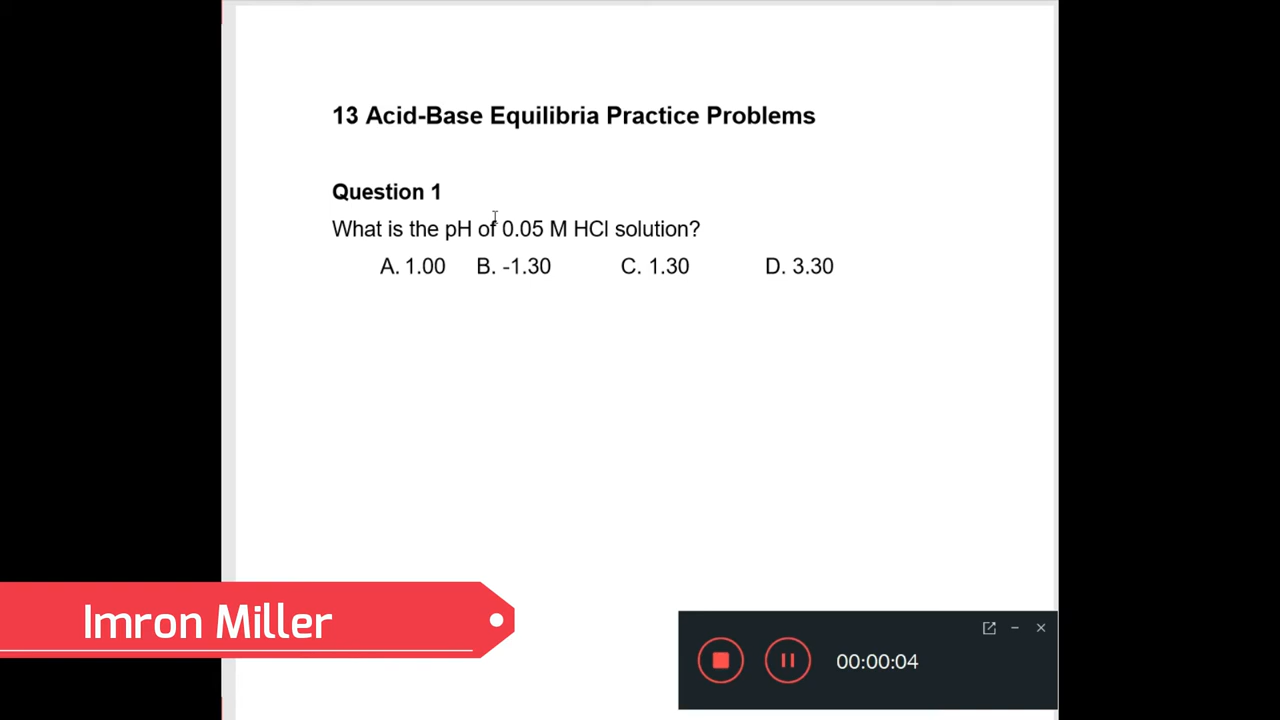 13 Acid-Base Equilibria Practice Problems
Question 1
What is the pH of 0.05 M HCl solution?
A. 1.00 B. -1.30 C. 1.30 D. 3.30
Imron Miller
00:00:04